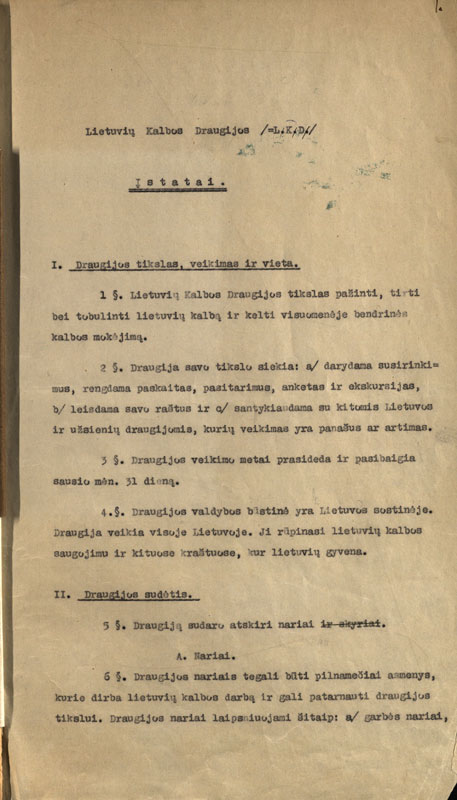 Lietuvių Kalbos Draugijos /=L.K.D./
Įstatai.
I. Draugijos tikslas, veikimas ir vieta.
1 §. Lietuvių Kalbos Draugijos tikslas pažinti, tirti
bei tobulinti lietuvių kalbą ir kelti visuomenėje bendrinės
kalbos mokėjimą.
2 §. Draugija savo tikslo siekia: a/ darydama susirinki=
mus, rengdama paskaitas, pasitarimus, anketas ir ekskursijas,
b/ leisdama savo raštus ir c/ santykiaudama su kitomis Lietuvos
ir užsienių draugijomis, kurių veikimas yra panašus ar artimas.
3 §. Draugijos veikimo metai prasideda ir pasibaigia
sausio mėn. 31 dieną.
4.§. Draugijos valdybos būstinė yra Lietuvos sostinėje.
Draugija veikia visoje Lietuvoje. Ji rūpinasi lietuvių kalbos
saugojimu ir kituose kraštuose, kur lietuvių gyvena.
II. Draugijos sudėtis.
5 §. Draugiją sudaro atskiri nariai ir skyriai.
A. Nariai.
6 §. Draugijos nariais tegali būti pilnamečiai asmenys,
kurie dirba lietuvių kalbos darbą ir gali patarnauti draugijos
tikslui. Draugijos nariai laipsniuojami šitaip: a/ garbės nariai,